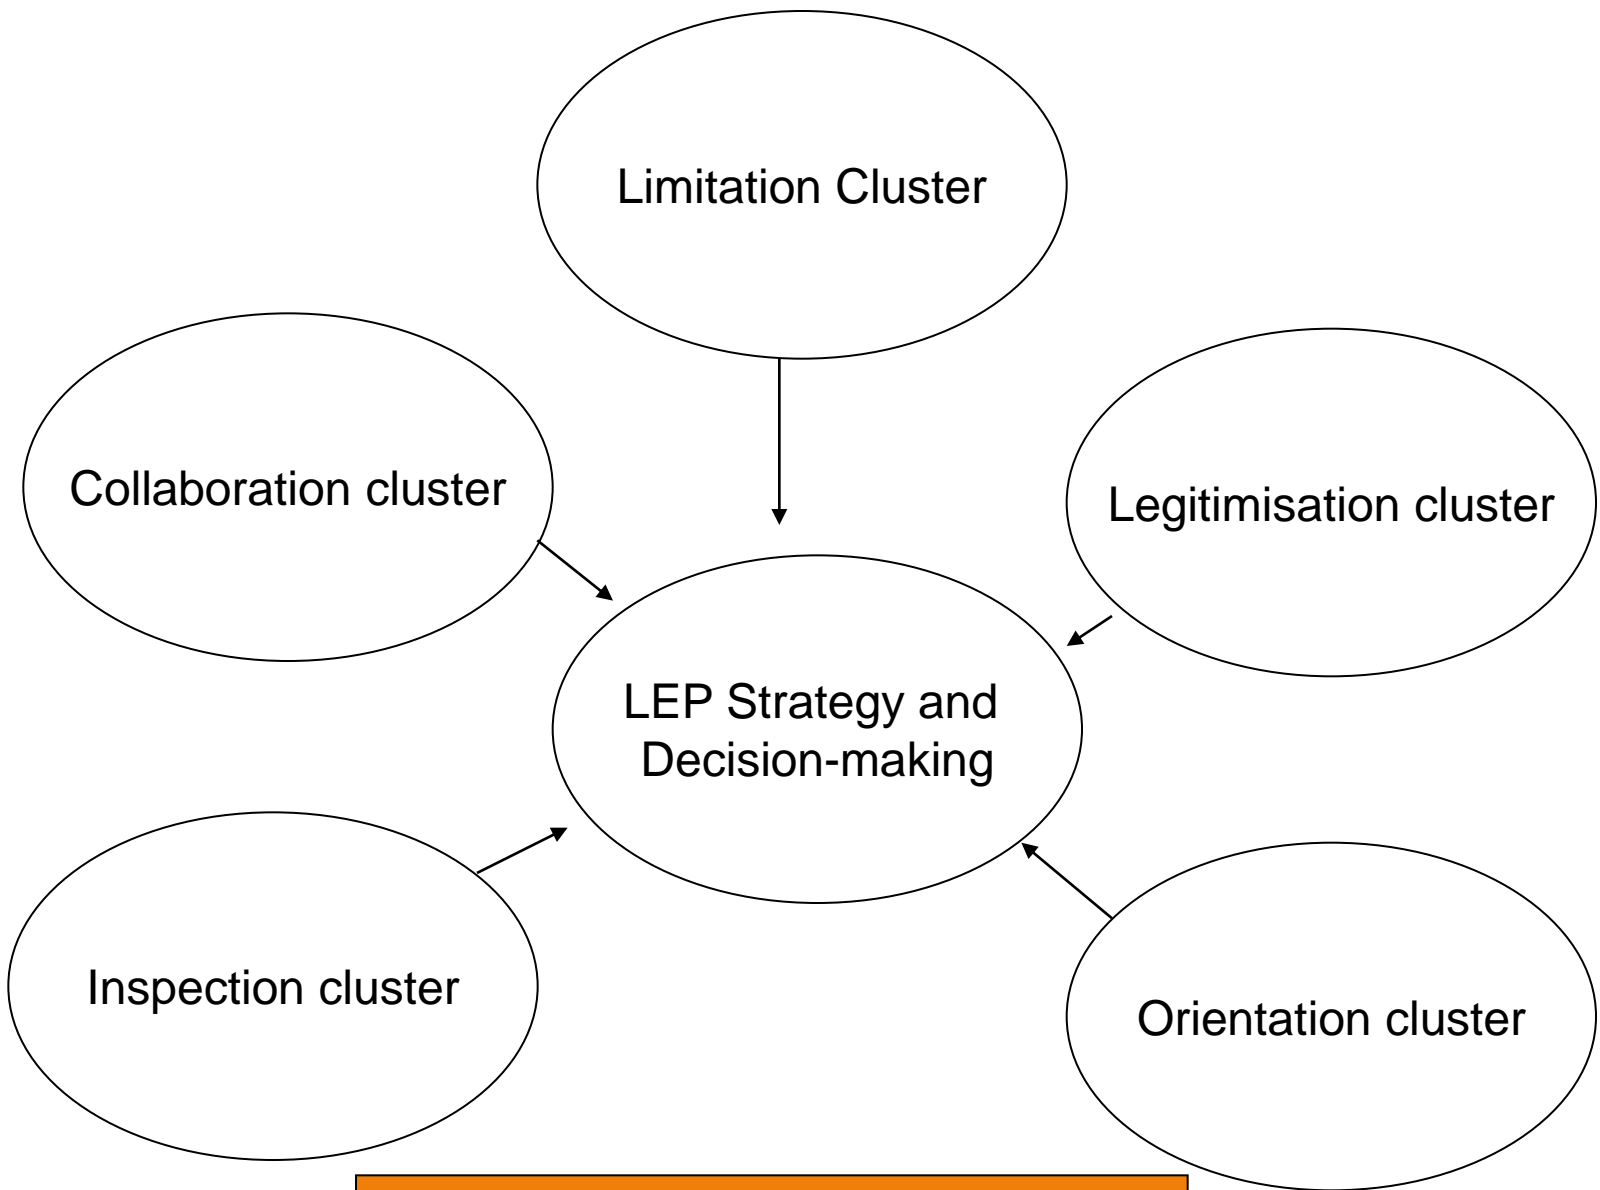 Limitation Cluster
Collaboration cluster
Legitimisation cluster
LEP Strategy and
Decision-making
Inspection cluster
Orientation cluster